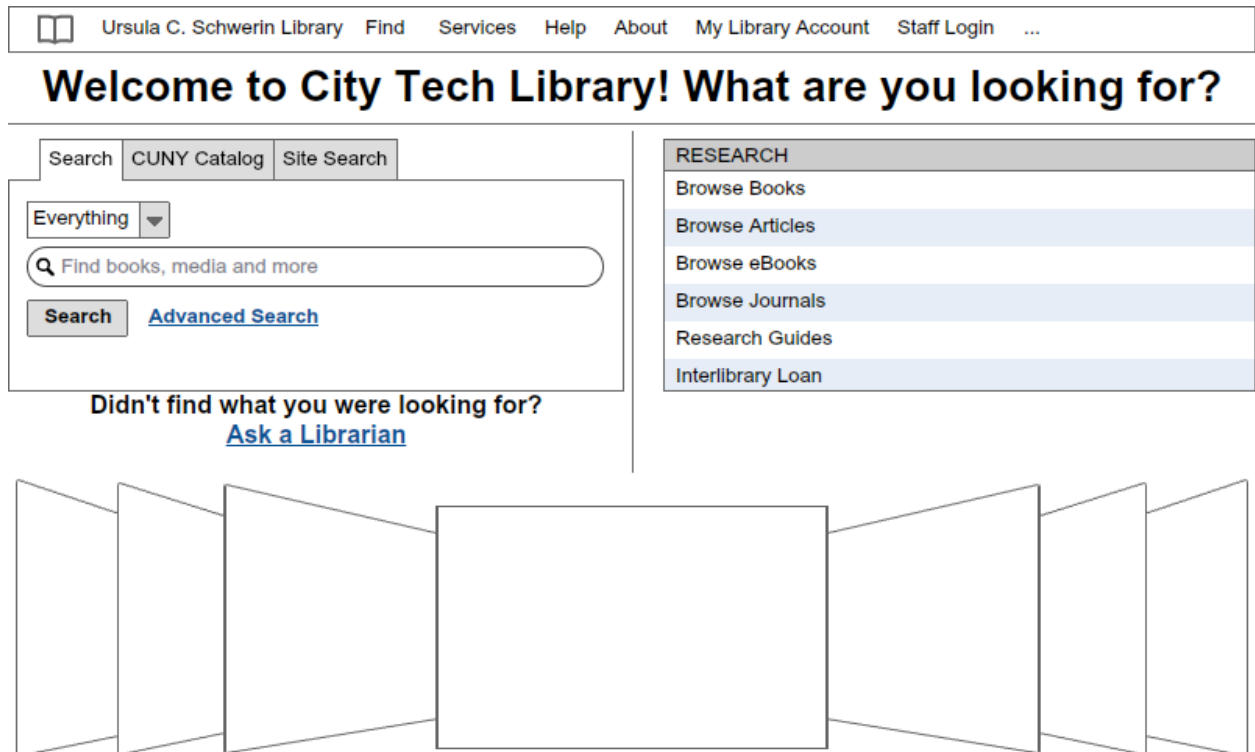 Ursula C. Schwerin Library Find Services Help About My Library Account Staff Login ...
Welcome to City Tech Library! What are you looking for?
Search CUNY Catalog Site Search
Everything
Find books, media and more
Search Advanced Search
Didn't find what you were looking for?
Ask a Librarian
RESEARCH
Browse Books
Browse Articles
Browse eBooks
Browse Journals
Research Guides
Interlibrary Loan